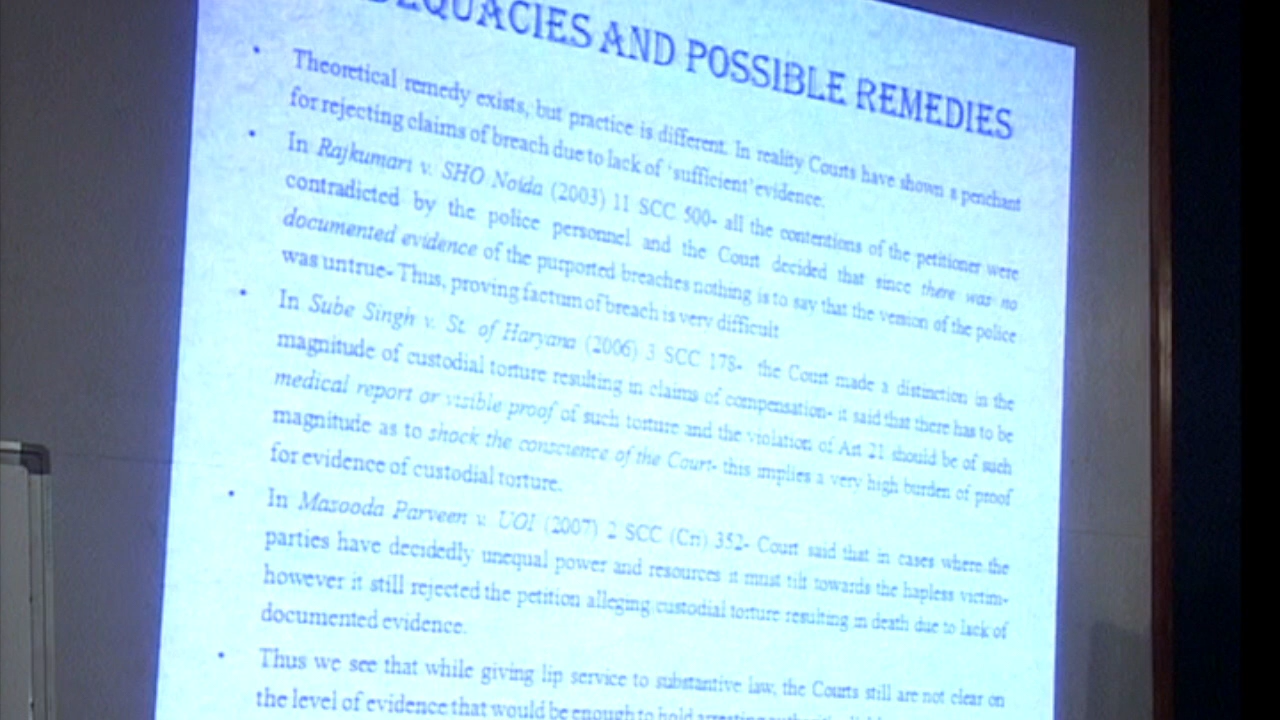 DEQUACIES AND POSSIBLE REMEDIES
• Theoretical remedy exists, but practice is different. In reality Courts have shown a penchant
for rejecting claims of breach due to lack of 'sufficient' evidence.
• In Rajkumari v. SHO Noida (2003) 11 SCC 500- all the contentions of the petitioner were
contradicted by the police personnel and the Court decided that since there was no
documented evidence of the purported breaches nothing is to say that the version of the police
was untrue- Thus, proving factum of breach is very difficult
• In Sube Singh v. St. of Haryana (2006) 3 SCC 178- the Court made a distinction in the
magnitude of custodial torture resulting in claims of compensation- it said that there has to be
medical report or visible proof of such torture and the violation of Art 21 should be of such
magnitude as to shock the conscience of the Court- this implies a very high burden of proof
for evidence of custodial torture.
• In Masooda Parveen v. UOI (2007) 2 SCC (Cri) 352- Court said that in cases where the
parties have decidedly unequal power and resources it must tilt towards the hapless victim-
however it still rejected the petition alleging custodial torture resulting in death due to lack of
documented evidence.
• Thus we see that while giving lip service to substantive law, the Courts still are not clear on
the level of evidence that would be enough to hold arresting